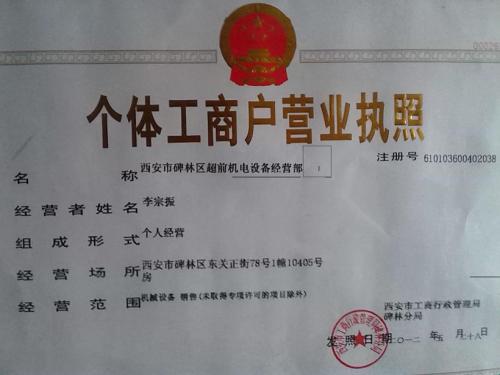 个体工商户营业执照
注册号 610103600402038
名称 西安市碑林区超前机电设备经营部
经营者姓名 李宗振
组成形式 个人经营
经营场所 西安市碑林区东关正街78号1幢10405号
房
经营范围 机械设备 销售(未取得专项许可的项目除外)
西安市工商行政管理局
碑林分局
发照日期 二〇一二年五月二十八日